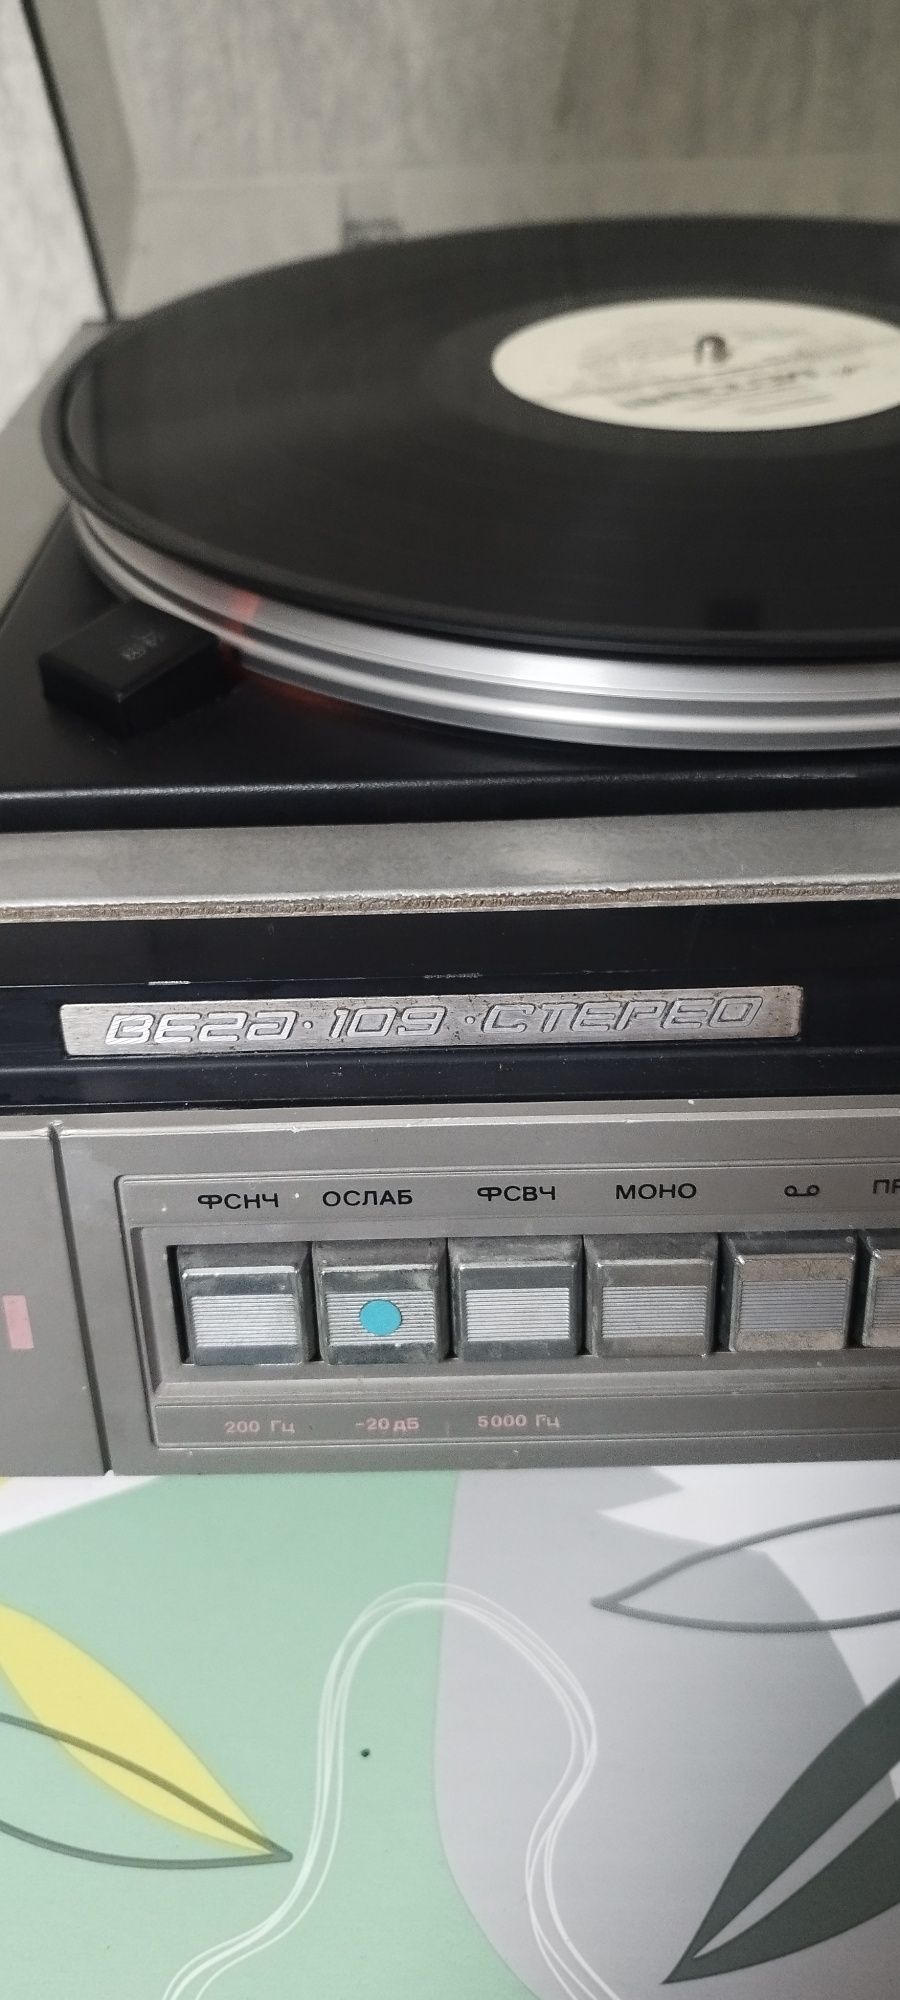 ВЕГА · 109 · СТЕРЕО
ФСНЧ ОСЛАБ ФСВЧ МОНО
200 Гц -20 дБ 5000 Гц